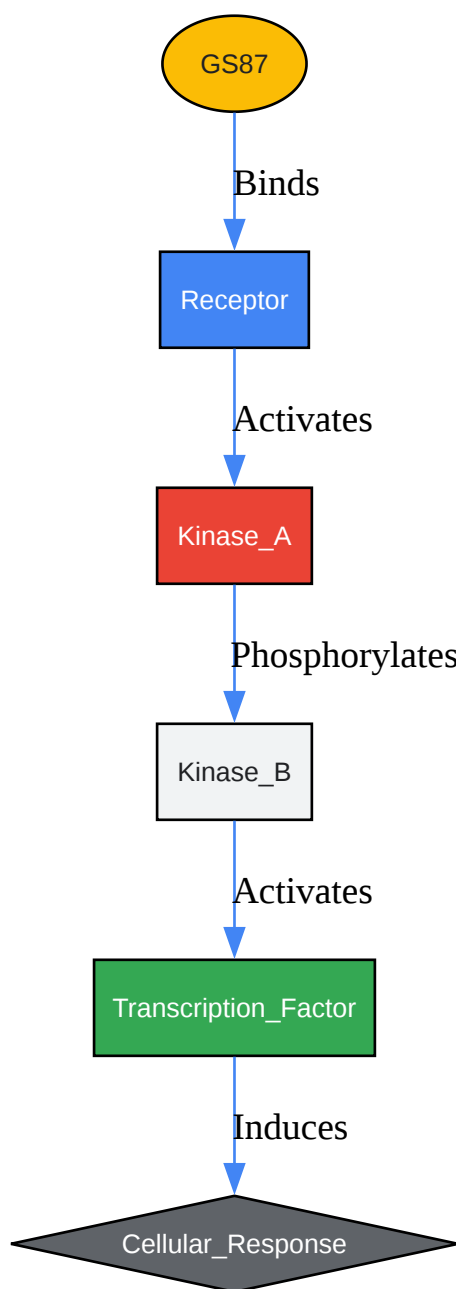 GS87
Binds
Receptor
Activates
Kinase_A
Phosphorylates
Kinase_B
Activates
Transcription_Factor
Induces
Cellular_Response